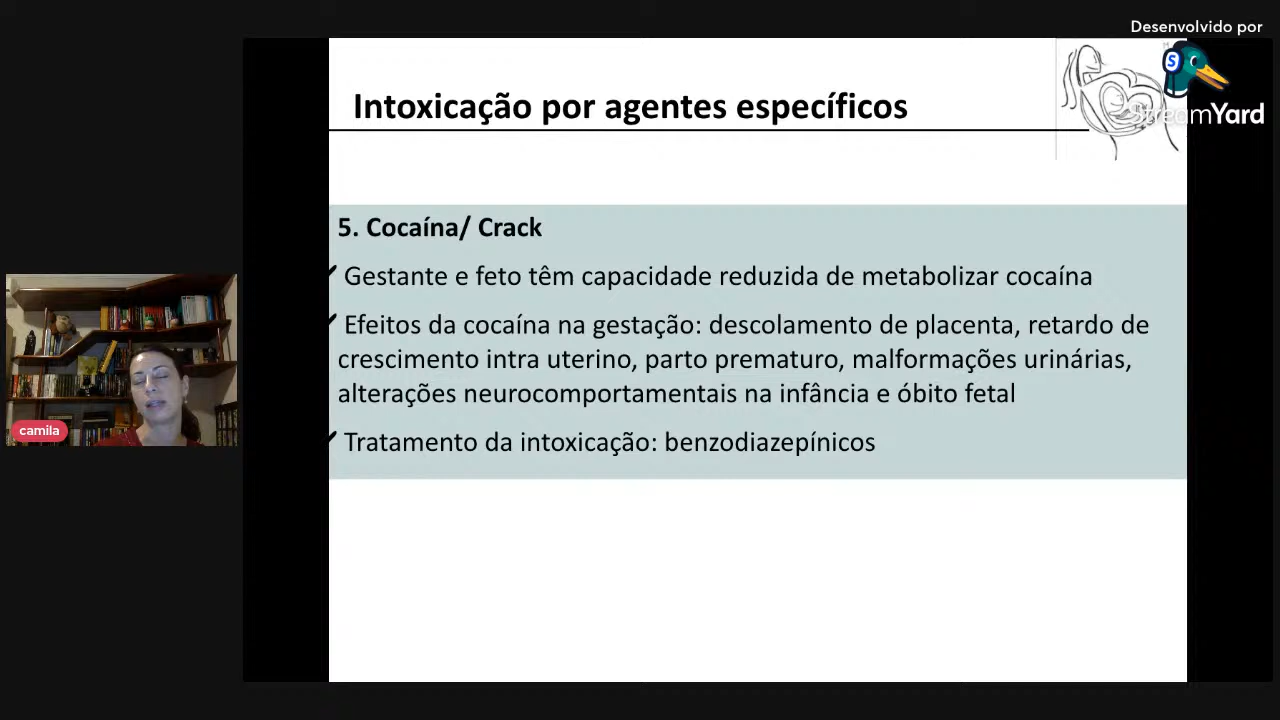 Desenvolvido por
StreamYard
Intoxicação por agentes específicos
5. Cocaína/ Crack
✔ Gestante e feto têm capacidade reduzida de metabolizar cocaína
✔ Efeitos da cocaína na gestação: descolamento de placenta, retardo de
crescimento intra uterino, parto prematuro, malformações urinárias,
alterações neurocomportamentais na infância e óbito fetal
✔ Tratamento da intoxicação: benzodiazepínicos
camila